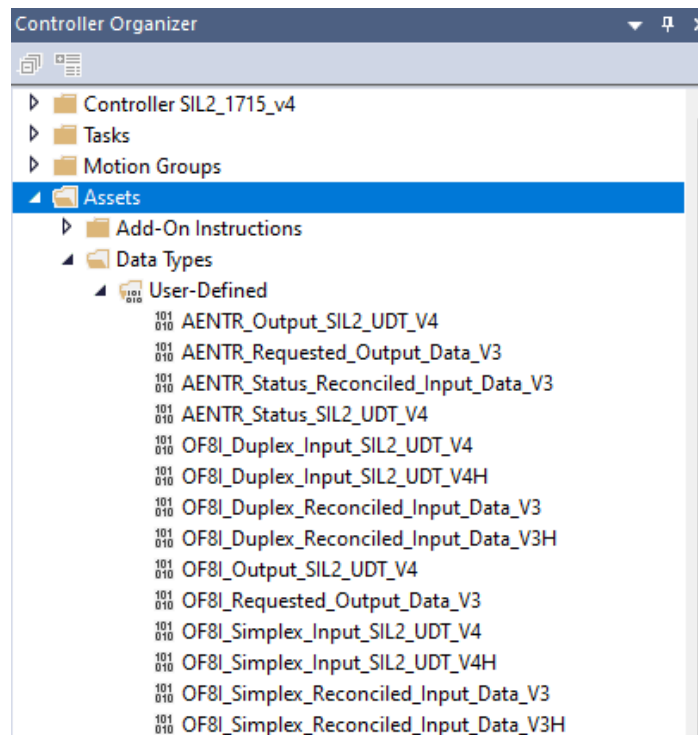 Controller Organizer
Controller SIL2_1715_v4
Tasks
Motion Groups
Assets
Add-On Instructions
Data Types
User-Defined
AENTR_Output_SIL2_UDT_V4
AENTR_Requested_Output_Data_V3
AENTR_Status_Reconciled_Input_Data_V3
AENTR_Status_SIL2_UDT_V4
OF8I_Duplex_Input_SIL2_UDT_V4
OF8I_Duplex_Input_SIL2_UDT_V4H
OF8I_Duplex_Reconciled_Input_Data_V3
OF8I_Duplex_Reconciled_Input_Data_V3H
OF8I_Output_SIL2_UDT_V4
OF8I_Requested_Output_Data_V3
OF8I_Simplex_Input_SIL2_UDT_V4
OF8I_Simplex_Input_SIL2_UDT_V4H
OF8I_Simplex_Reconciled_Input_Data_V3
OF8I_Simplex_Reconciled_Input_Data_V3H